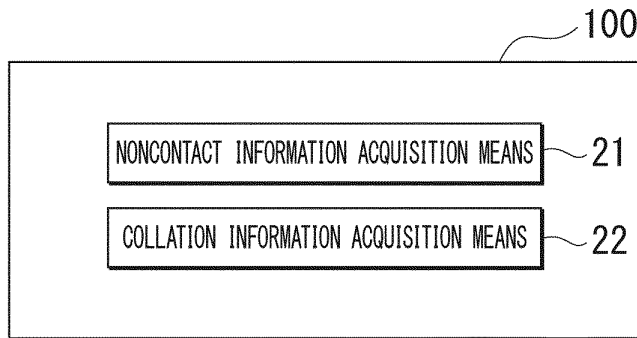 100
NONCONTACT INFORMATION ACQUISITION MEANS 21
COLLATION INFORMATION ACQUISITION MEANS 22